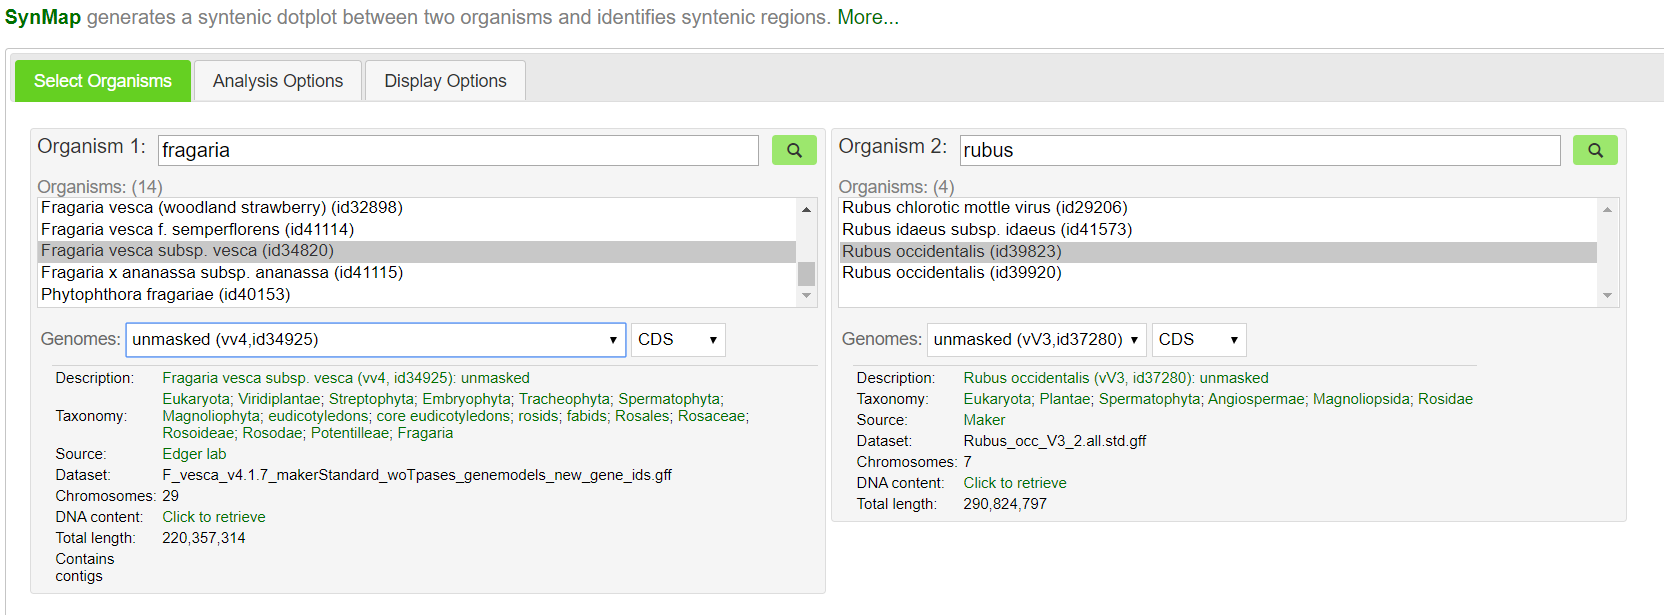 SynMap generates a syntenic dotplot between two organisms and identifies syntenic regions. More...
Select Organisms
Analysis Options
Display Options
Organism 1: fragaria
Organisms: (14)
Fragaria vesca (woodland strawberry) (id32898)
Fragaria vesca f. semperflorens (id41114)
Fragaria vesca subsp. vesca (id34820)
Fragaria x ananassa subsp. ananassa (id41115)
Phytophthora fragariae (id40153)
Genomes: unmasked (vv4,id34925) CDS
Description: Fragaria vesca subsp. vesca (vv4, id34925): unmasked
Taxonomy: Eukaryota; Viridiplantae; Streptophyta; Embryophyta; Tracheophyta; Spermatophyta;
Magnoliophyta; eudicotyledons; core eudicotyledons; rosids; fabids; Rosales; Rosaceae;
Rosoideae; Rosodae; Potentilleae; Fragaria
Source: Edger lab
Dataset: F_vesca_v4.1.7_makerStandard_woTpases_genemodels_new_gene_ids.gff
Chromosomes: 29
DNA content: Click to retrieve
Total length: 220,357,314
Contains
contigs
Organism 2: rubus
Organisms: (4)
Rubus chlorotic mottle virus (id29206)
Rubus idaeus subsp. idaeus (id41573)
Rubus occidentalis (id39823)
Rubus occidentalis (id39920)
Genomes: unmasked (vV3,id37280) CDS
Description: Rubus occidentalis (vV3, id37280): unmasked
Taxonomy: Eukaryota; Plantae; Spermatophyta; Angiospermae; Magnoliopsida; Rosidae
Source: Maker
Dataset: Rubus_occ_V3_2.all.std.gff
Chromosomes: 7
DNA content: Click to retrieve
Total length: 290,824,797